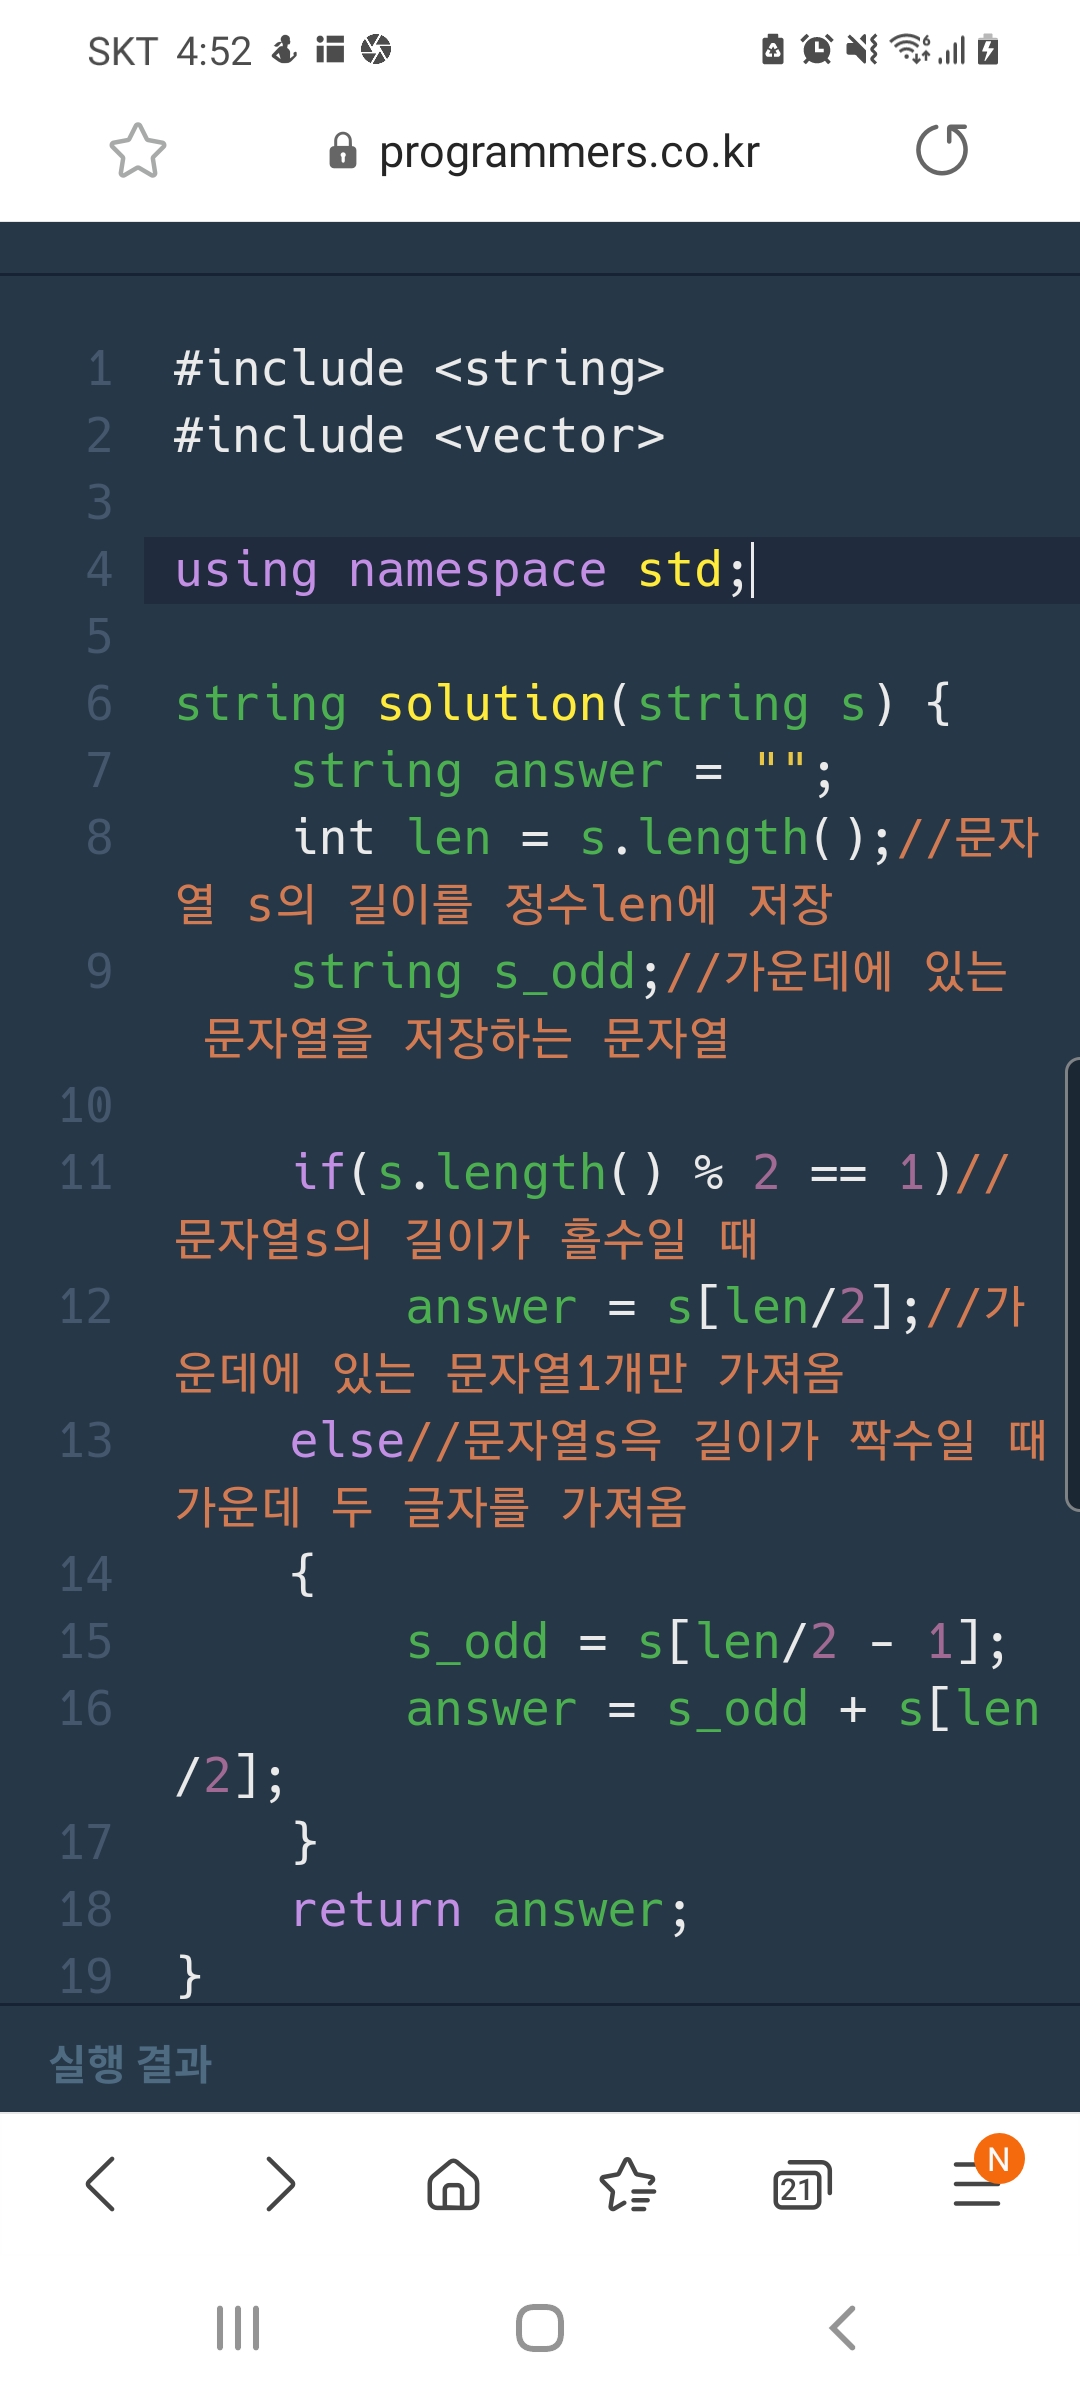 SKT 4:52
programmers.co.kr
1 #include <string>
2 #include <vector>
3
4 using namespace std;
5
6 string solution(string s) {
7 string answer = "";
8 int len = s.length();//문자
열 s의 길이를 정수len에 저장
9 string s_odd;//가운데에 있는
문자열을 저장하는 문자열
10
11 if(s.length() % 2 == 1)//
문자열s의 길이가 홀수일 때
12 answer = s[len/2];//가
운데에 있는 문자열1개만 가져옴
13 else//문자열s윽 길이가 짝수일 때
가운데 두 글자를 가져옴
14 {
15 s_odd = s[len/2 - 1];
16 answer = s_odd + s[len
/2];
17 }
18 return answer;
19 }
실행 결과
21
N